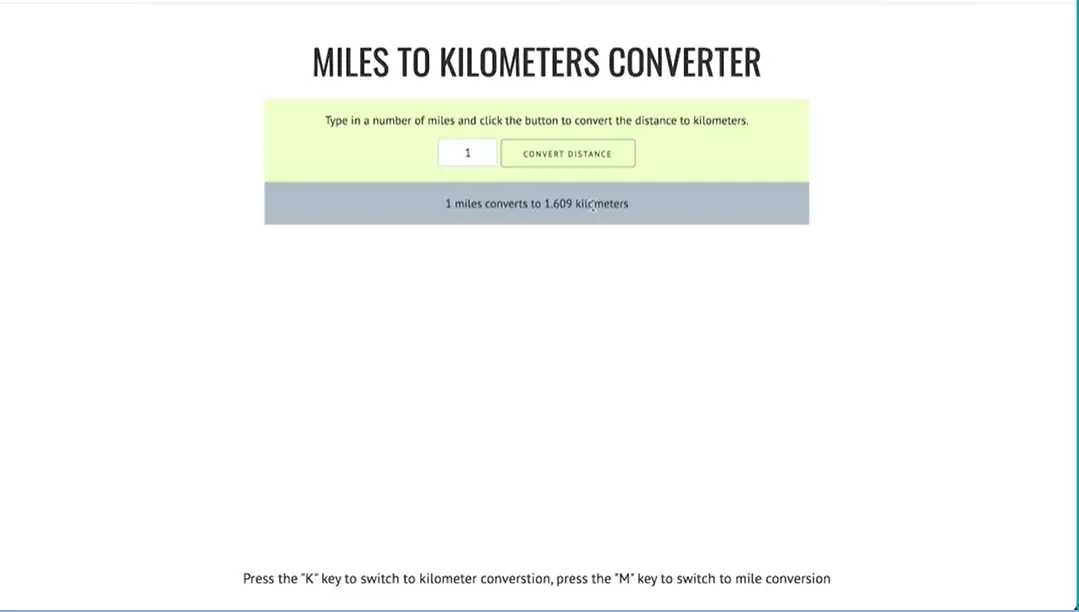 MILES TO KILOMETERS CONVERTER
Type in a number of miles and click the button to convert the distance to kilometers.
1 CONVERT DISTANCE
1 miles converts to 1.609 kilometers
Press the "K" key to switch to kilometer converstion, press the "M" key to switch to mile conversion